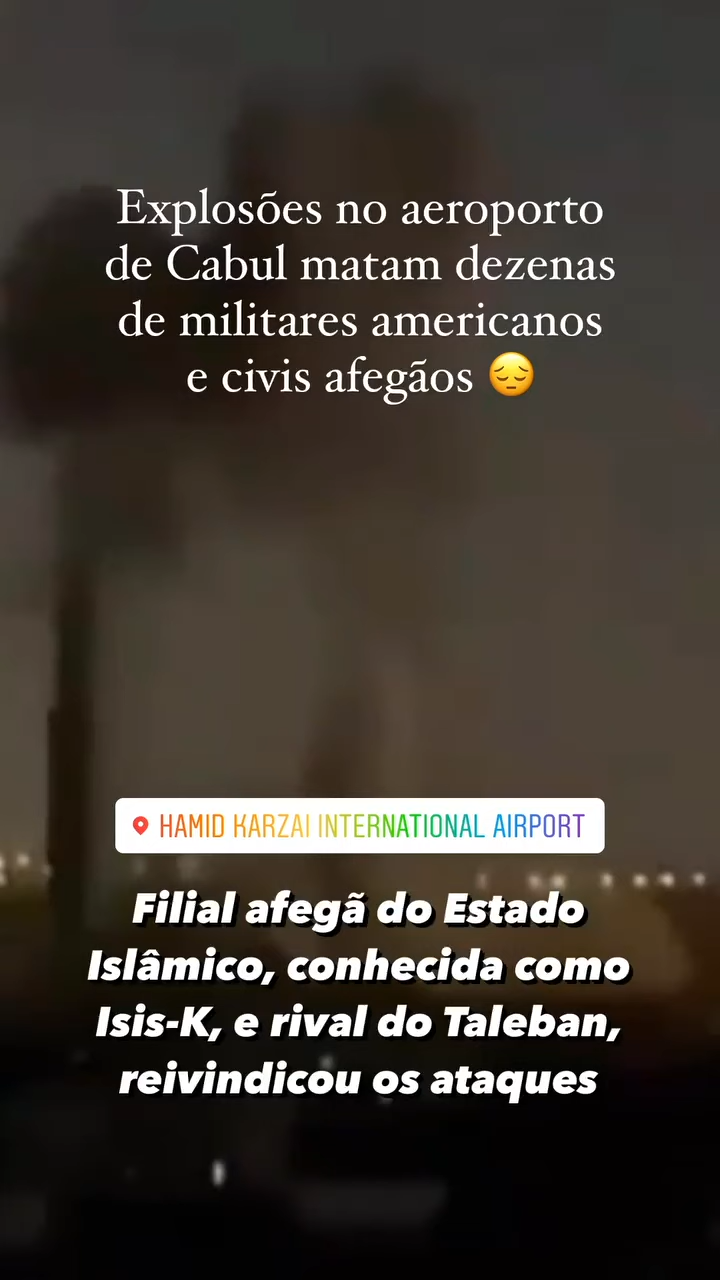 Explosões no aeroporto
de Cabul matam dezenas
de militares americanos
e civis afegãos 😔
HAMID KARZAI INTERNATIONAL AIRPORT
Filial afegã do Estado
Islâmico, conhecida como
Isis-K, e rival do Taleban,
reivindicou os ataques